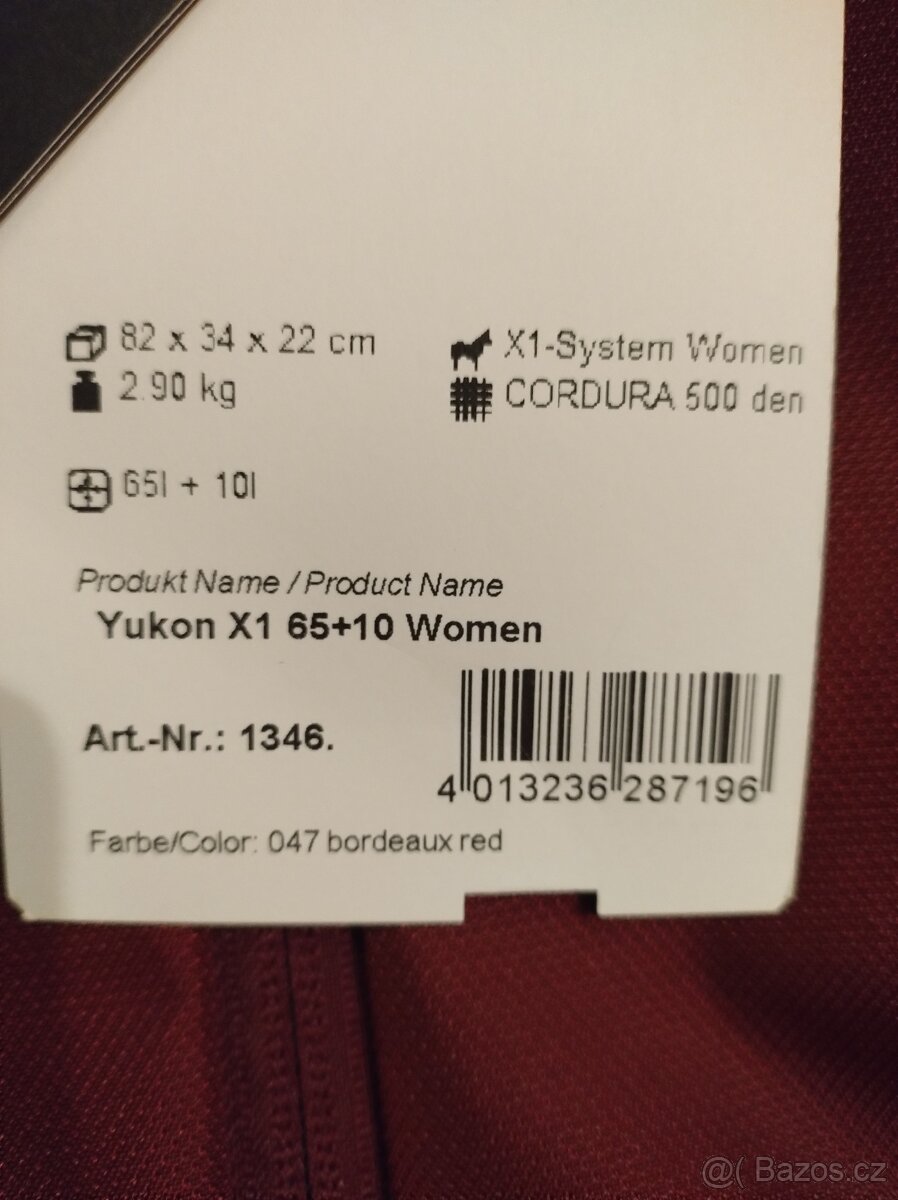 82 x 34 x 22 cm
X1-System Women
2.90 kg
CORDURA 500 den
65l + 10l
Produkt Name / Product Name
Yukon X1 65+10 Women
Art.-Nr.: 1346.
4 013236 287196
Farbe/Color: 047 bordeaux red
@( Bazos.cz